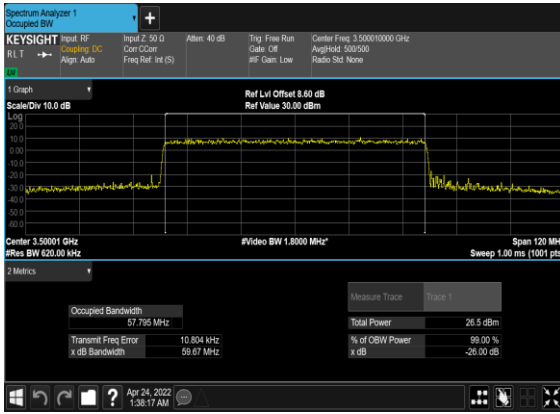 Spectrum Analyzer 1
Occupied BW
KEYSIGHT Input: RF Input Z: 50 Ω Atten: 40 dB Trig: Free Run Center Freq: 3.500010000 GHz
RLT Coupling: DC Corr CCorr Gate: Off Avg|Hold: 500/500
Align: Auto Freq Ref: Int (S) #IF Gain: Low Radio Std: None
LXI
1 Graph
Ref Lvl Offset 8.60 dB
Scale/Div 10.0 dB Ref Value 30.00 dBm
Log
20.0
10.0
0.00
-10.0
-20.0
-30.0
-40.0
-50.0
-60.0
Center 3.50001 GHz #Video BW 1.8000 MHz* Span 120 MH
#Res BW 620.00 kHz Sweep 1.00 ms (1001 pts
2 Metrics
Measure Trace Trace 1
Occupied Bandwidth
57.795 MHz Total Power 26.5 dBm
Transmit Freq Error 10.804 kHz % of OBW Power 99.00 %
x dB Bandwidth 59.67 MHz x dB -26.00 dB
? Apr 24, 2022
1:38:17 AM